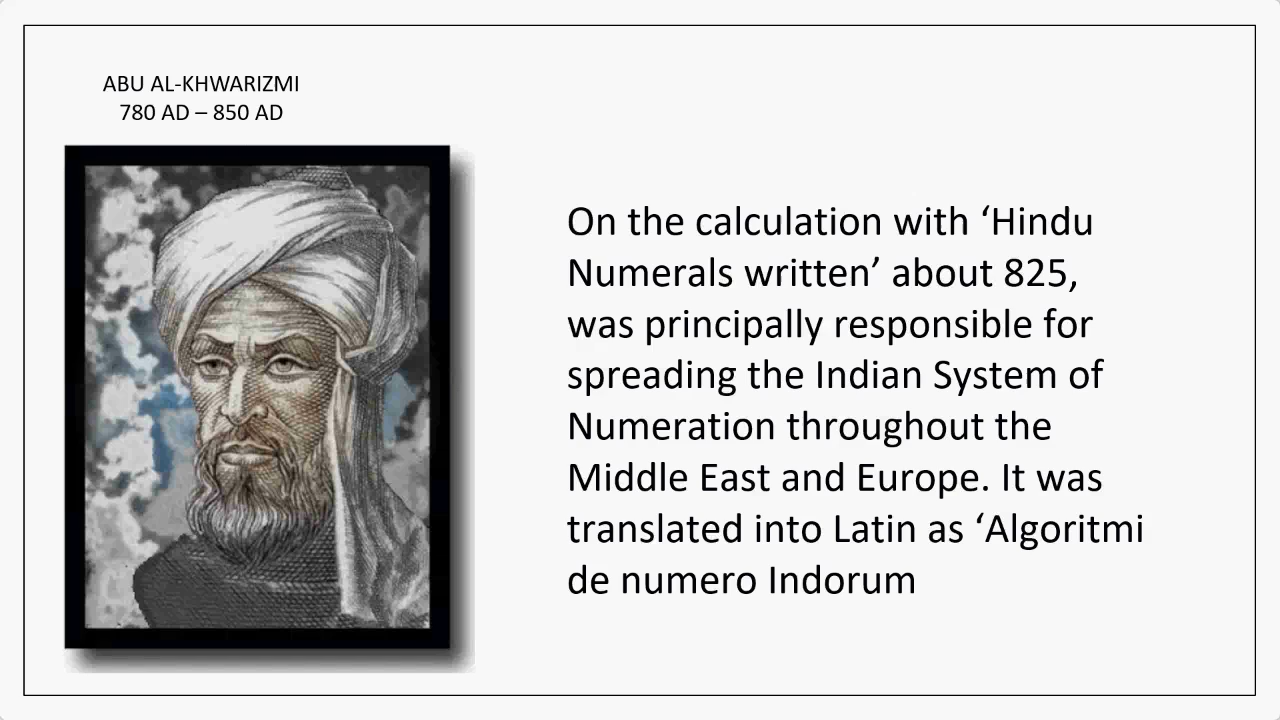 ABU AL-KHWARIZMI
780 AD – 850 AD
On the calculation with ‘Hindu
Numerals written’ about 825,
was principally responsible for
spreading the Indian System of
Numeration throughout the
Middle East and Europe. It was
translated into Latin as ‘Algoritmi
de numero Indorum